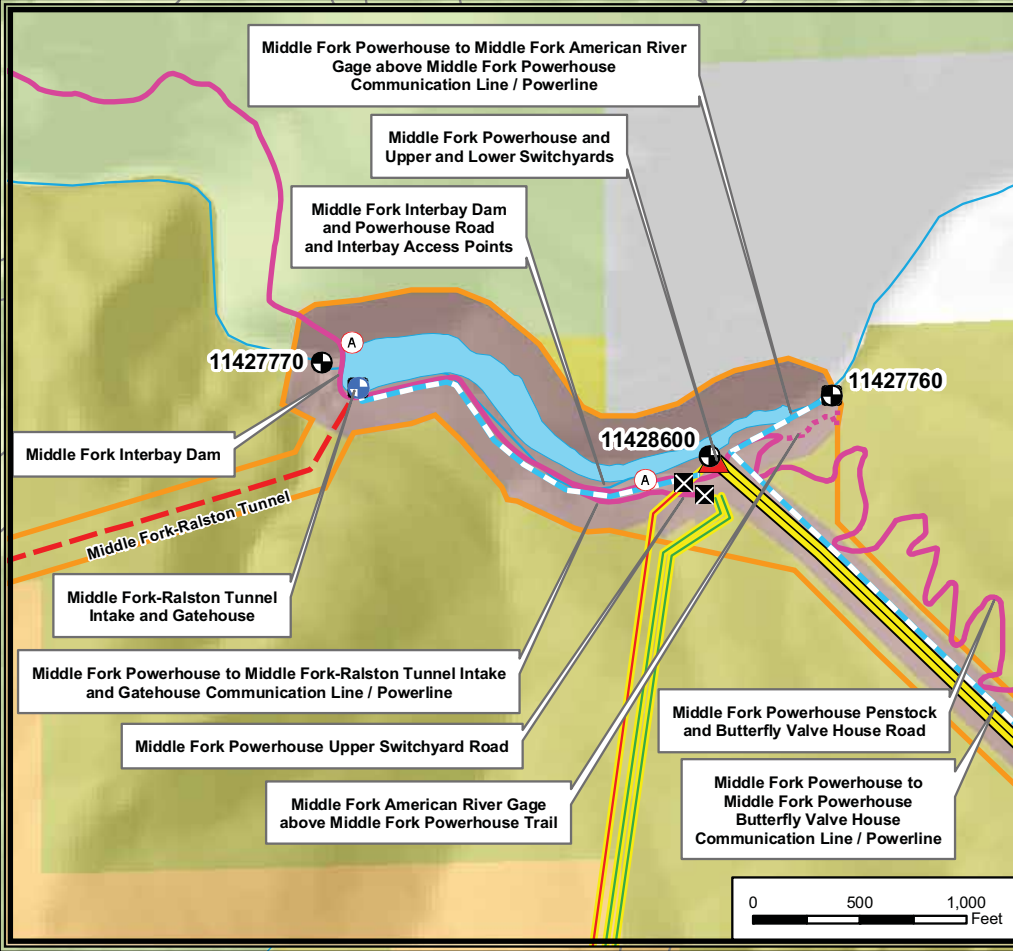 Middle Fork Powerhouse to Middle Fork American River
Gage above Middle Fork Powerhouse
Communication Line / Powerline
Middle Fork Powerhouse and
Upper and Lower Switchyards
Middle Fork Interbay Dam
and Powerhouse Road
and Interbay Access Points
A
11427770
11427760
11428600
A
Middle Fork Interbay Dam
Middle Fork-Ralston Tunnel
Middle Fork-Ralston Tunnel
Intake and Gatehouse
Middle Fork Powerhouse to Middle Fork-Ralston Tunnel Intake
and Gatehouse Communication Line / Powerline
Middle Fork Powerhouse Upper Switchyard Road
Middle Fork American River Gage
above Middle Fork Powerhouse Trail
Middle Fork Powerhouse Penstock
and Butterfly Valve House Road
Middle Fork Powerhouse to
Middle Fork Powerhouse
Butterfly Valve House
Communication Line / Powerline
0 500 1,000
Feet